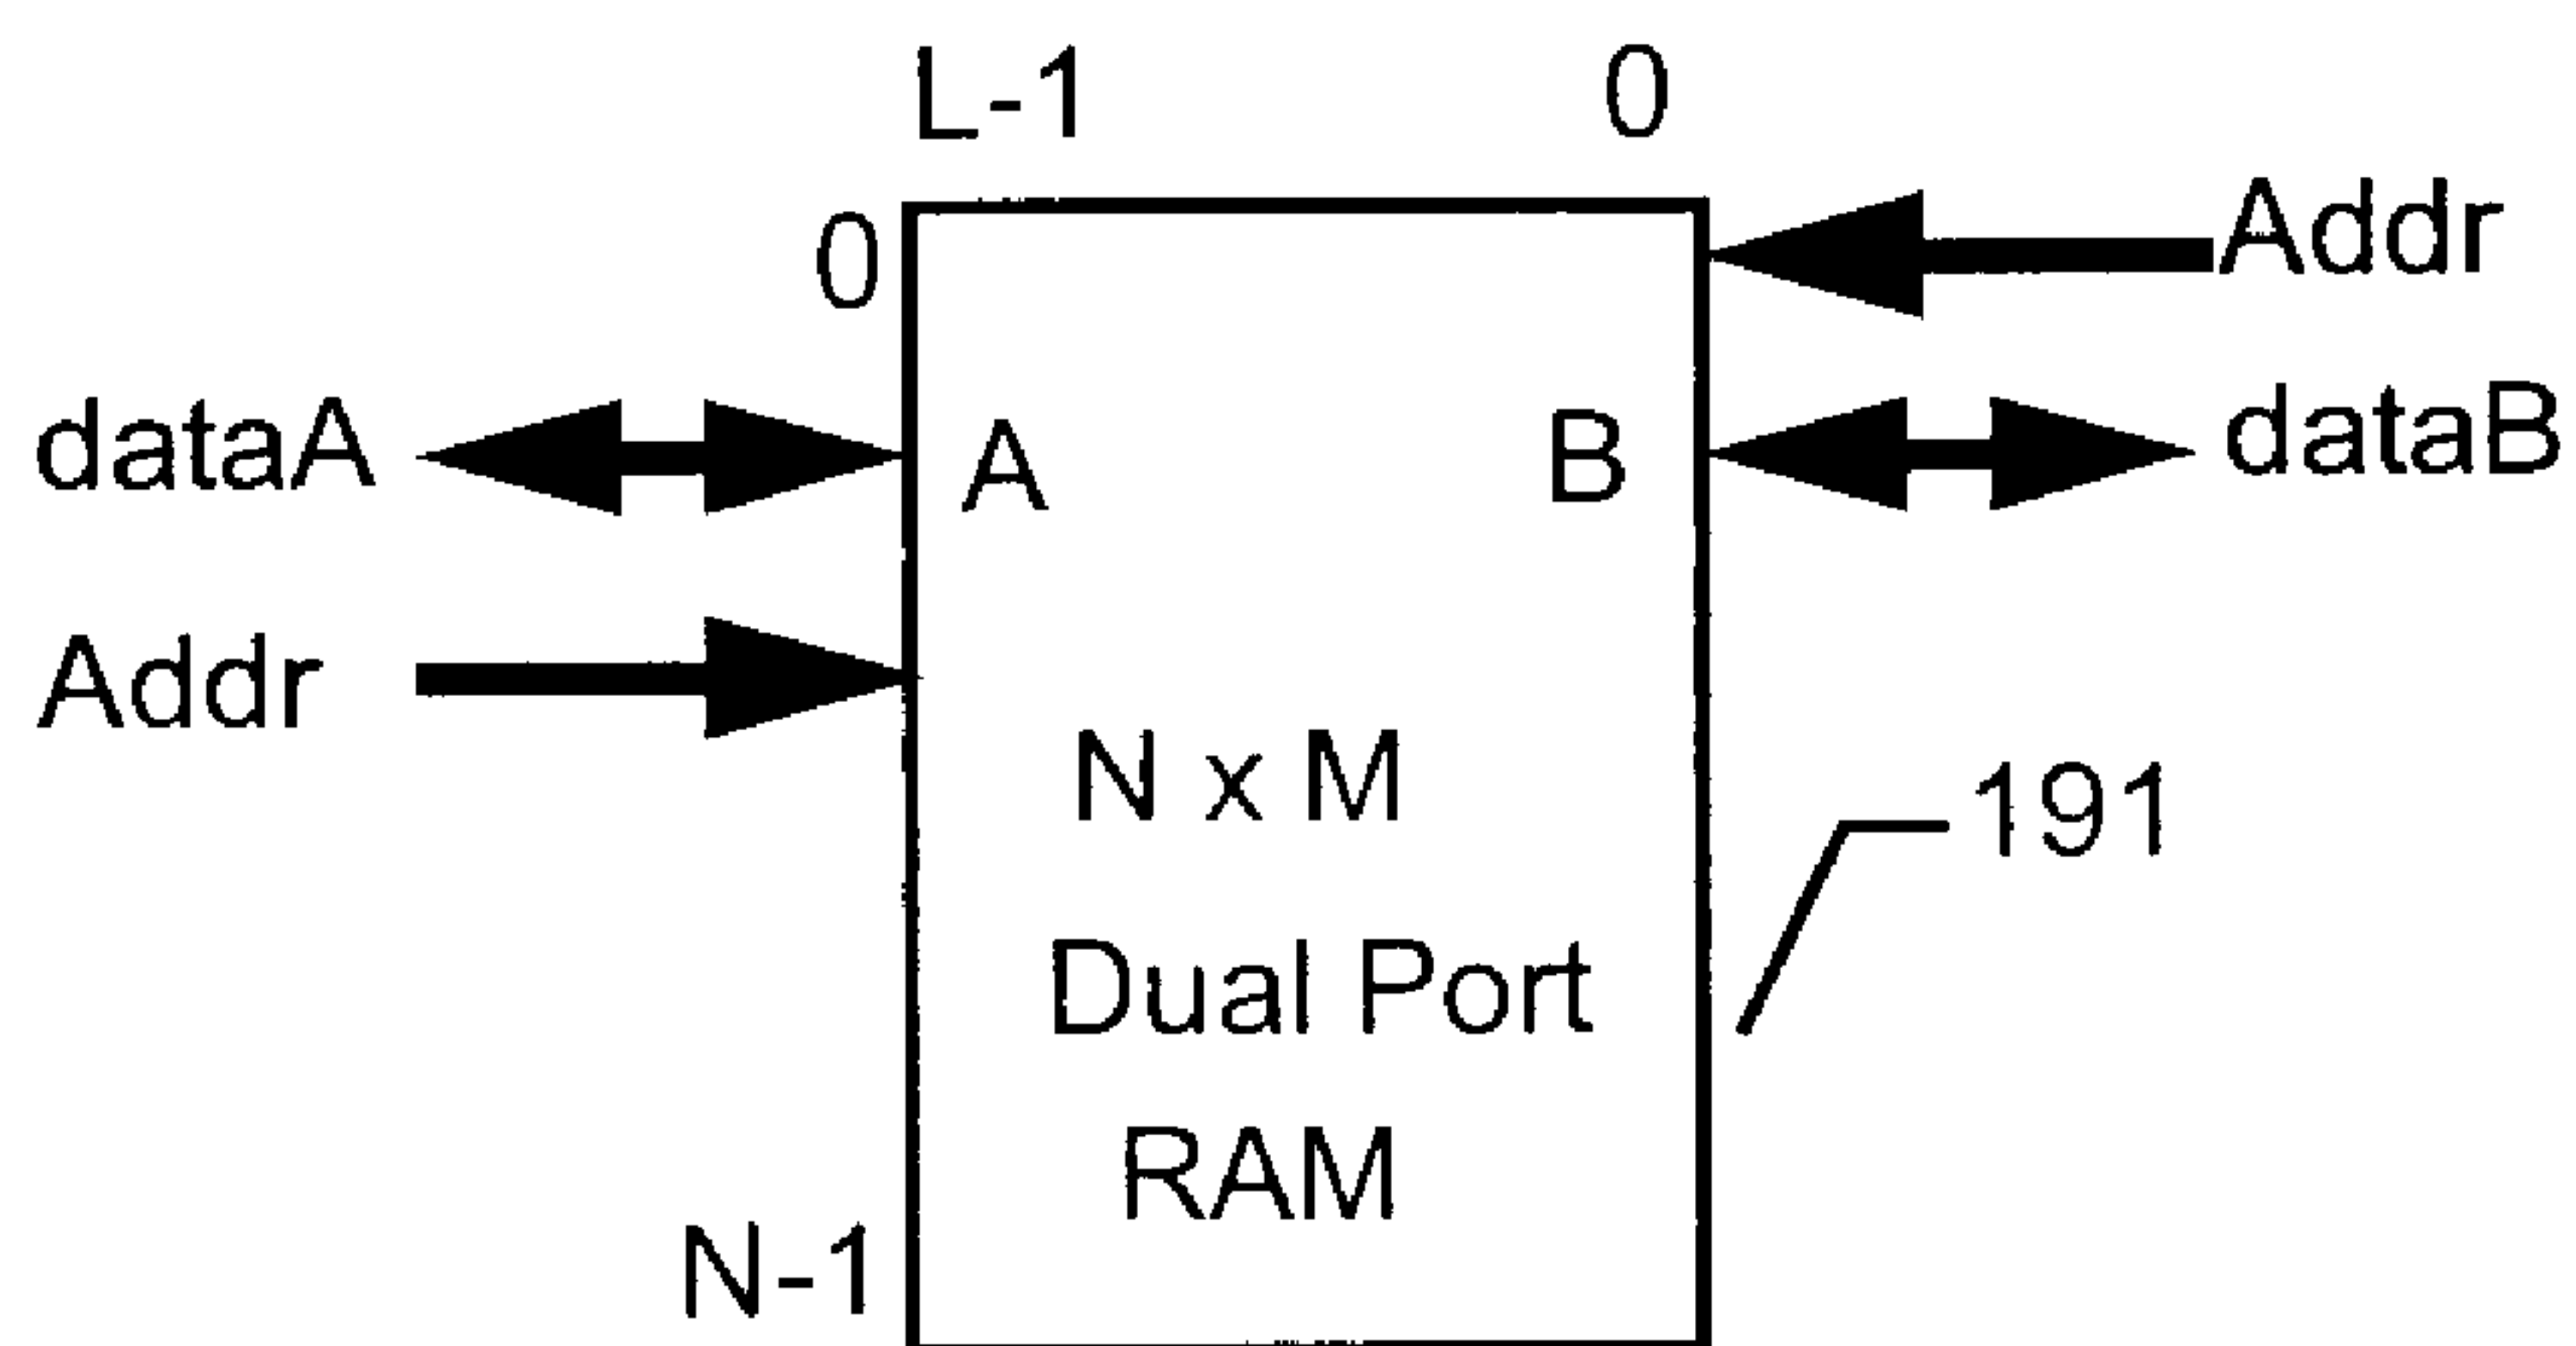 L-1 0
0 Addr
dataA A B dataB
Addr
N x M
191
Dual Port
RAM
N-1